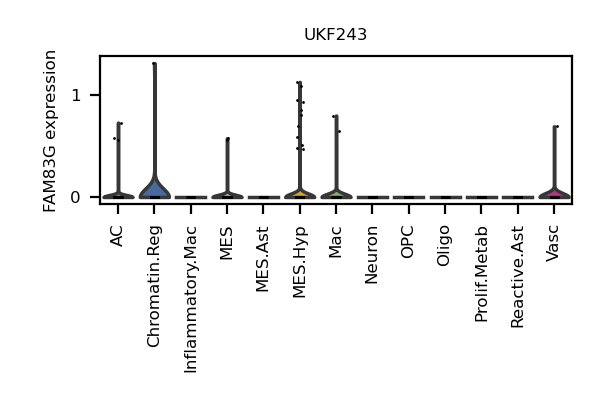 UKF243
FAM83G expression
1
0
AC
Chromatin.Reg
Inflammatory.Mac
MES
MES.Ast
MES.Hyp
Mac
Neuron
OPC
Oligo
Prolif.Metab
Reactive.Ast
Vasc